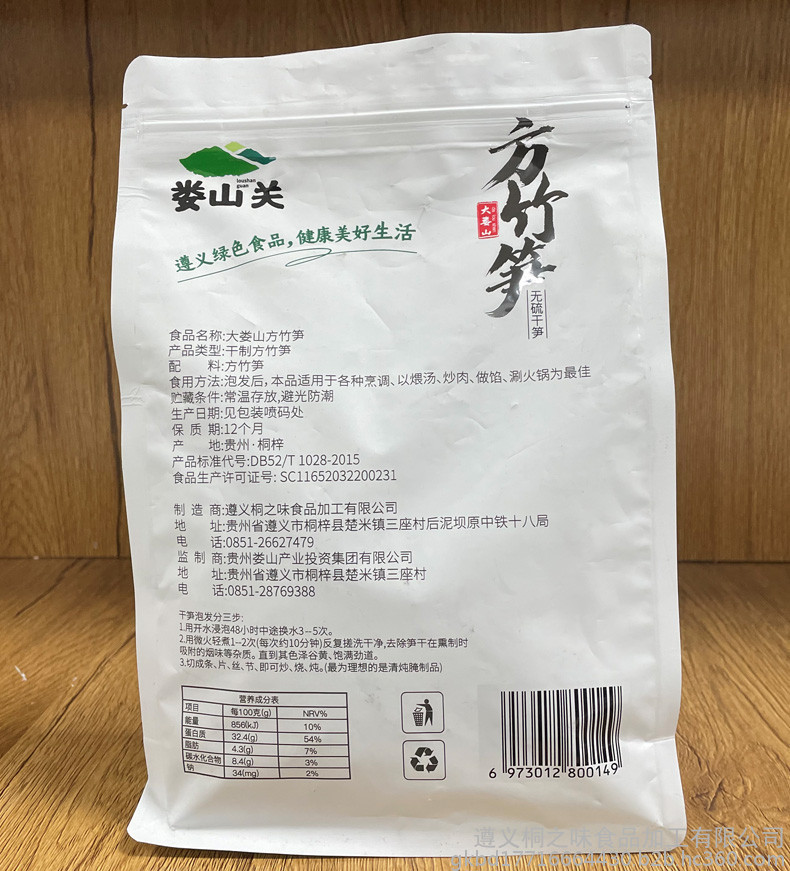 loushan
guan
娄山关
遵义绿色食品，健康美好生活
方竹笋
大娄山
无硫干笋
食品名称:大娄山方竹笋
产品类型:干制方竹笋
配 料:方竹笋
食用方法:泡发后，本品适用于各种烹调、以煨汤、炒肉、做馅、涮火锅为最佳
贮藏条件:常温存放,避光防潮
生产日期:见包装喷码处
保 质 期:12个月
产 地:贵州·桐梓
产品标准代号:DB52/T 1028-2015
食品生产许可证号: SC11652032200231
制 造 商:遵义桐之味食品加工有限公司
地 址:贵州省遵义市桐梓县楚米镇三座村后泥坝原中铁十八局
电 话:0851-26627479
监 制 商:贵州娄山产业投资集团有限公司
地 址:贵州省遵义市桐梓县楚米镇三座村
电 话:0851-28769388
干笋泡发分三步:
1.用开水浸泡48小时中途换水3—5次。
2.用微火轻煮1—2次(每次约10分钟)反复搓洗干净,去除笋干在熏制时
吸附的烟味等杂质。直到其色泽谷黄、饱满劲道。
3.切成条、片、丝、节、即可炒、烧、炖。(最为理想的是清炖腌制品)
营养成分表
项目 每100克(g) NRV%
能量 856(kJ) 10%
蛋白质 32.4(g) 54%
脂肪 4.3(g) 7%
碳水化合物 8.4(g) 3%
钠 34(mg) 2%
6 973012 800149
遵义桐之味食品加工有限公司